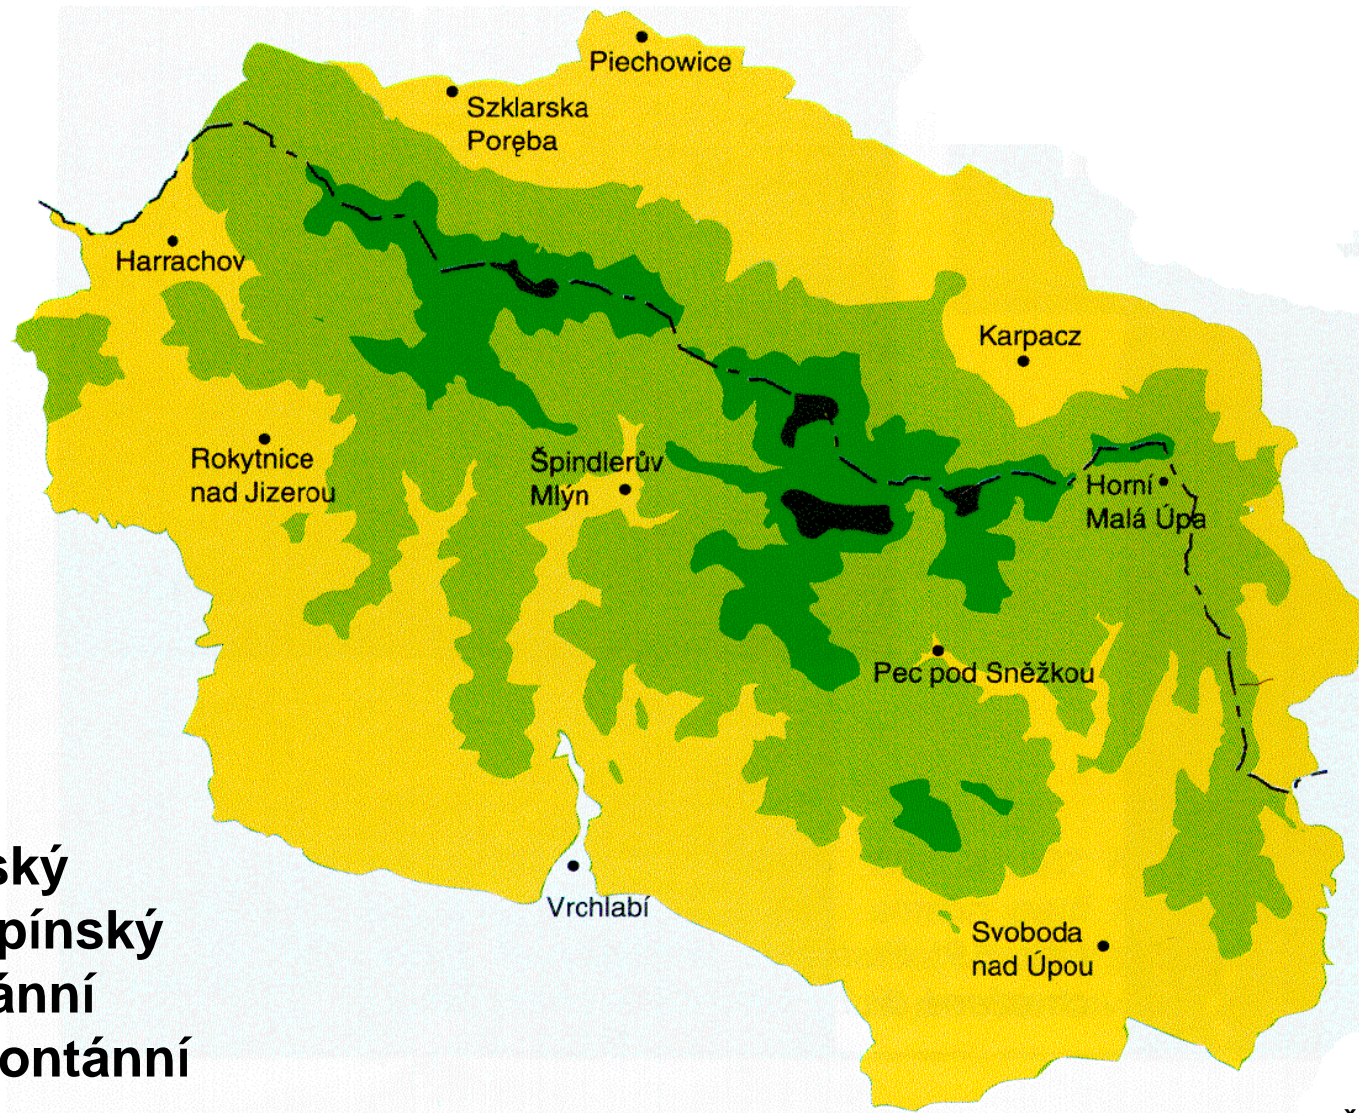 Piechowice
Szklarska
Poręba
Harrachov
Karpacz
Rokytnice
nad Jizerou
Špindlerův
Mlýn
Horní
Malá Úpa
Pec pod Sněžkou
Vrchlabí
Svoboda
nad Úpou
ský
pínský
ánní
ontánní